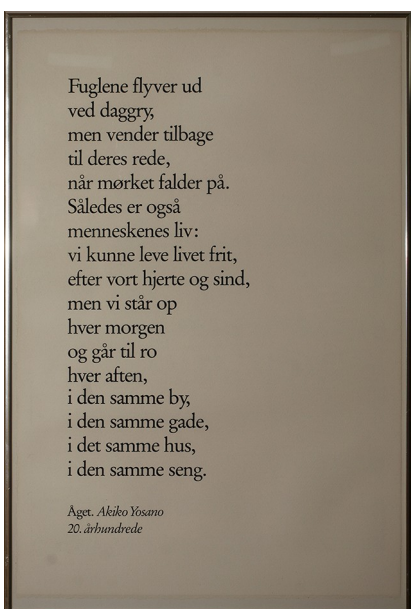 Fuglene flyver ud
ved daggry,
men vender tilbage
til deres rede,
når mørket falder på.
Således er også
menneskenes liv:
vi kunne leve livet frit,
efter vort hjerte og sind,
men vi står op
hver morgen
og går til ro
hver aften,
i den samme by,
i den samme gade,
i det samme hus,
i den samme seng.
Åget. Akiko Yosano
20. århundrede